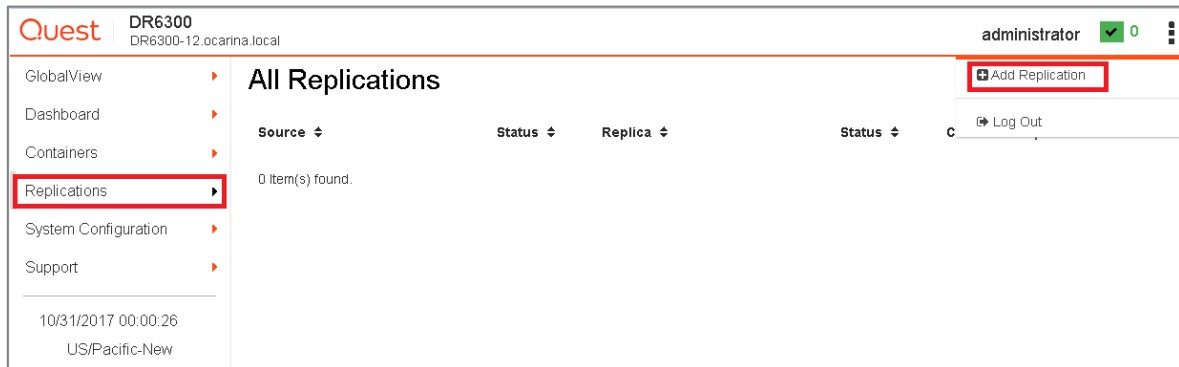 Quest
DR6300
DR6300-12.ocarina.local
administrator
0
GlobalView
Dashboard
Containers
Replications
System Configuration
Support
10/31/2017 00:00:26
US/Pacific-New
All Replications
Source Status Replica Status
0 Item(s) found.
Add Replication
Log Out